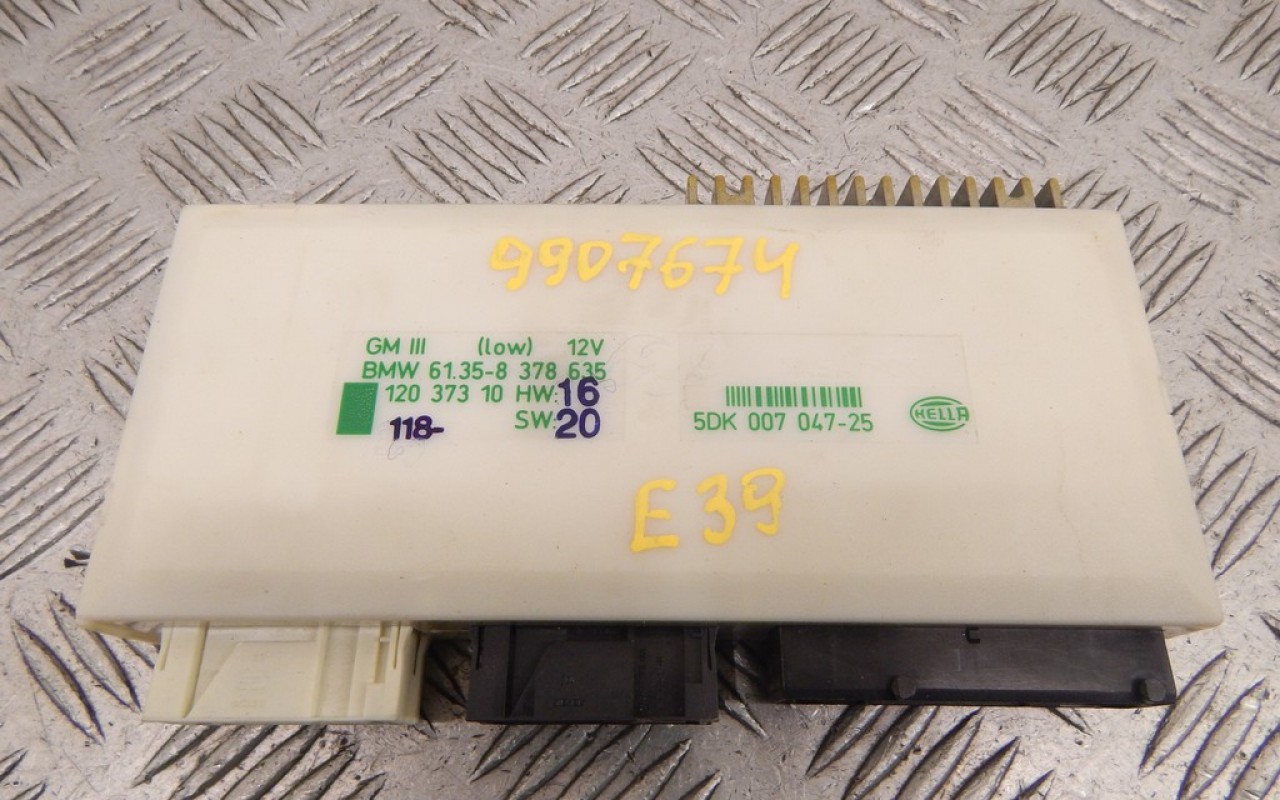 9907674
GM III (low) 12V
BMW 61.35-8 378 635
120 373 10 HW: 16
118- SW: 20
5DK 007 047-25
HELLA
E39